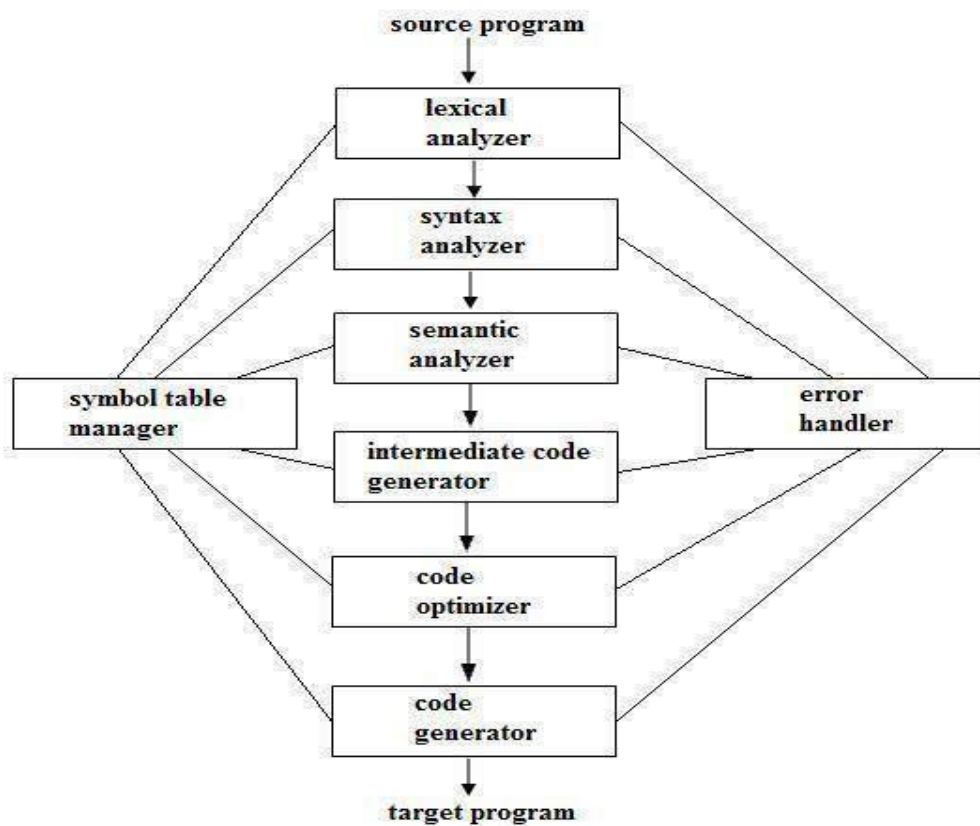 source program
lexical
analyzer
syntax
analyzer
semantic
analyzer
symbol table
manager
error
handler
intermediate code
generator
code
optimizer
code
generator
target program